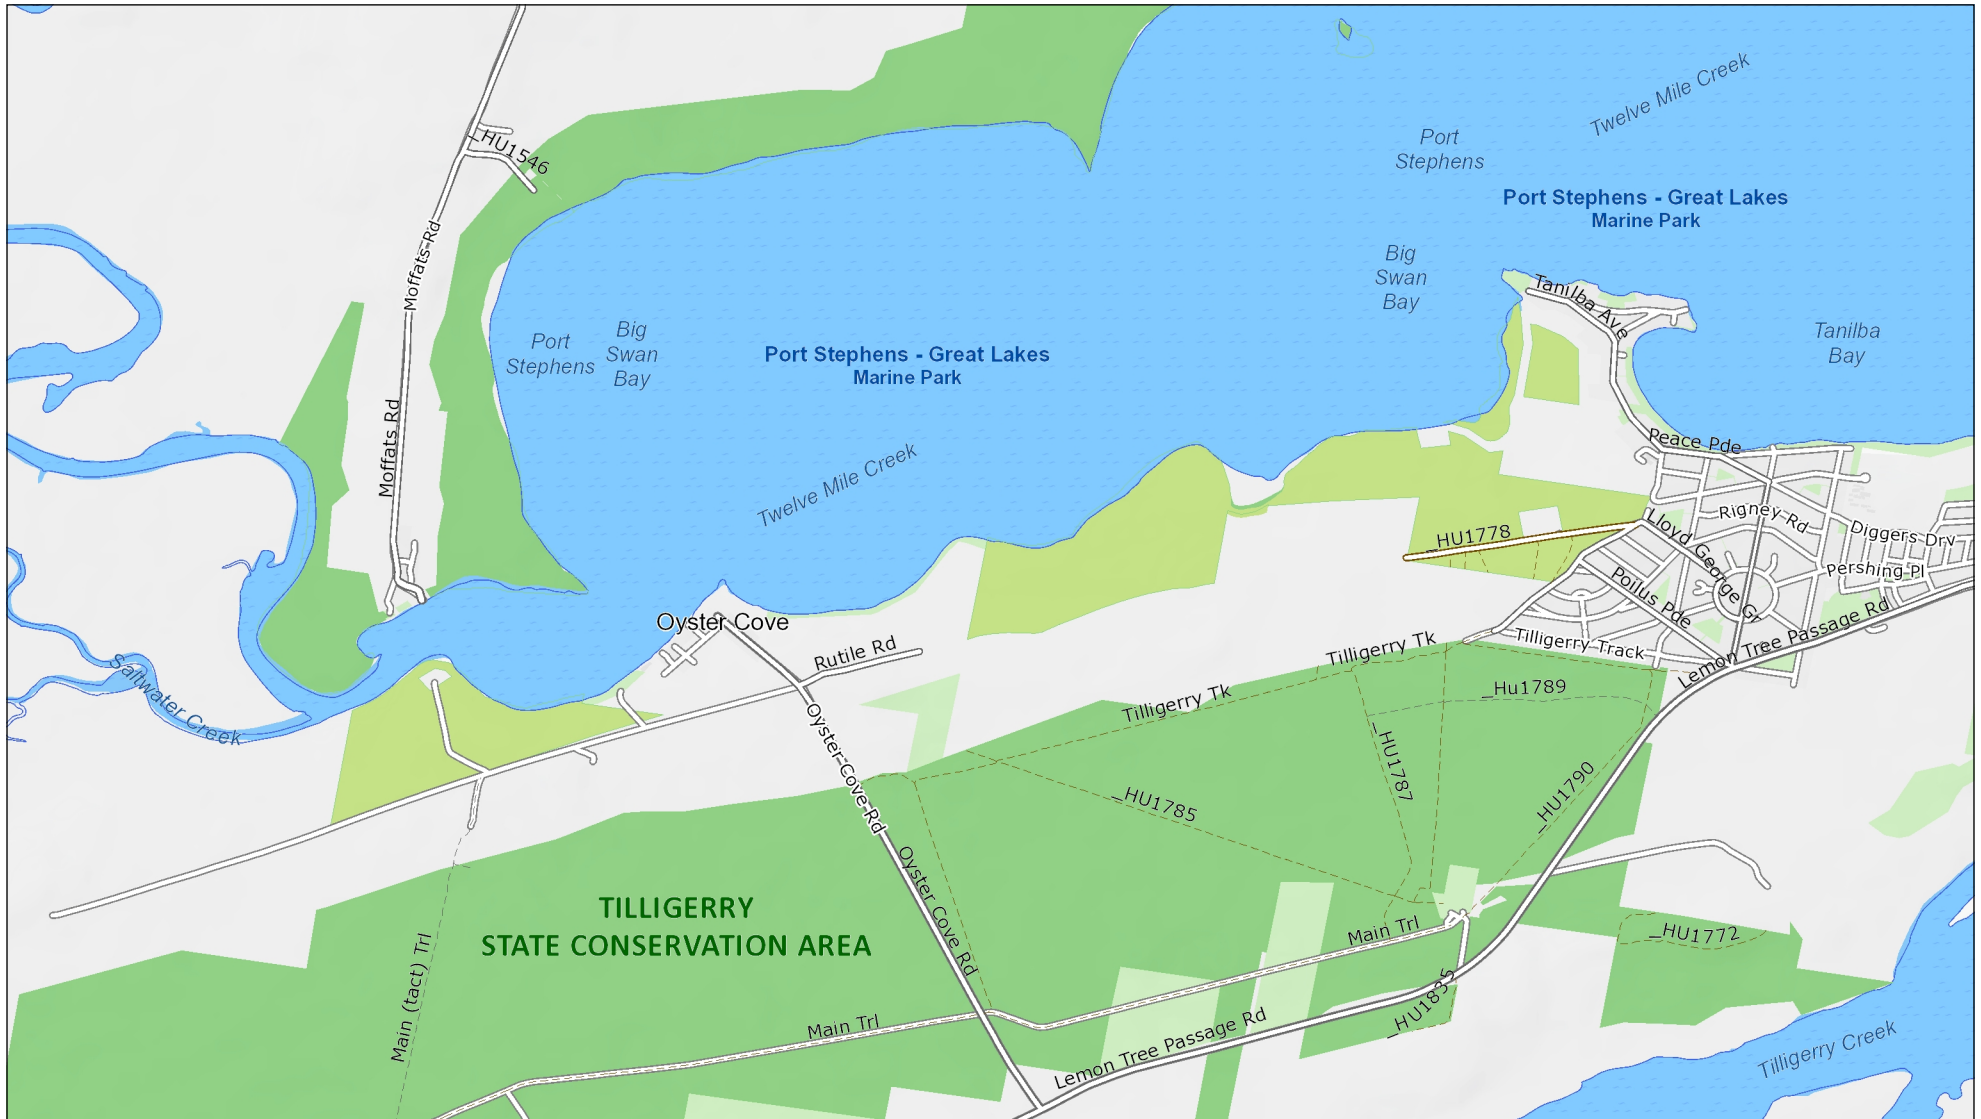 Twelve Mile Creek
_HU1546
Port
Stephens
Port Stephens - Great Lakes
Marine Park
Moffats-Rd
Big
Swan
Bay
Tanilba Ave
Port
Stephens
Big
Swan
Bay
Port Stephens - Great Lakes
Marine Park
Tanilba
Bay
Moffats Rd
Twelve Mile Creek
Peace Pde
Rigney Rd
Lloyd George Gr
Diggers Drv
_HU1778
Pershing Pl
Poilus Pde
Oyster Cove
Rutile Rd
Tilligerry Tk
Tilligerry Track
Lemon Tree Passage Rd
Saltwater Creek
Tilligerry Tk
_Hu1789
Oyster-Cove-Rd
_HU1787
_HU1785
_HU1790
Oyster Cove Rd
TILLIGERRY
STATE CONSERVATION AREA
Main Trl
_HU1772
Main (tact) Trl
Main Trl
_HU1835
Lemon Tree Passage Rd
Tilligerry Creek